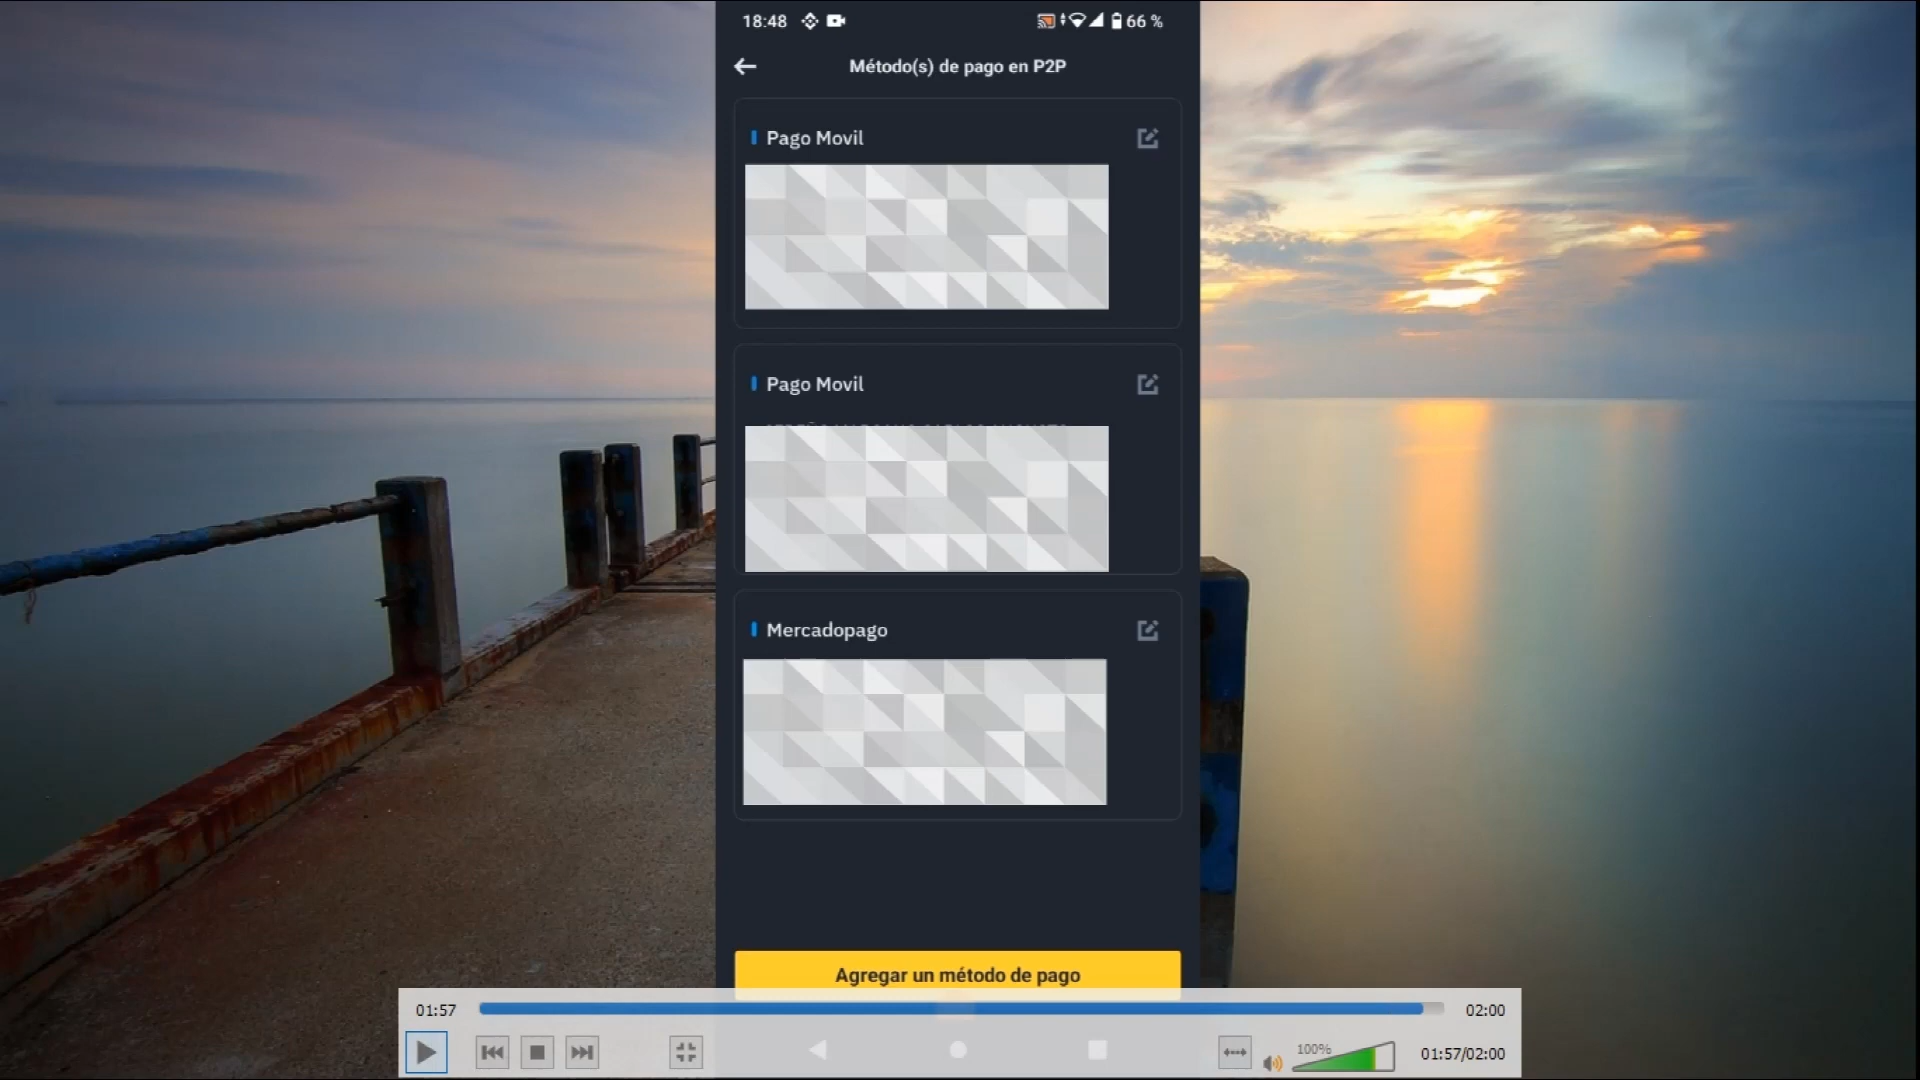 18:48
66 %
Método(s) de pago en P2P
Pago Movil
Pago Movil
Mercadopago
Agregar un método de pago
01:57
02:00
100%
01:57/02:00